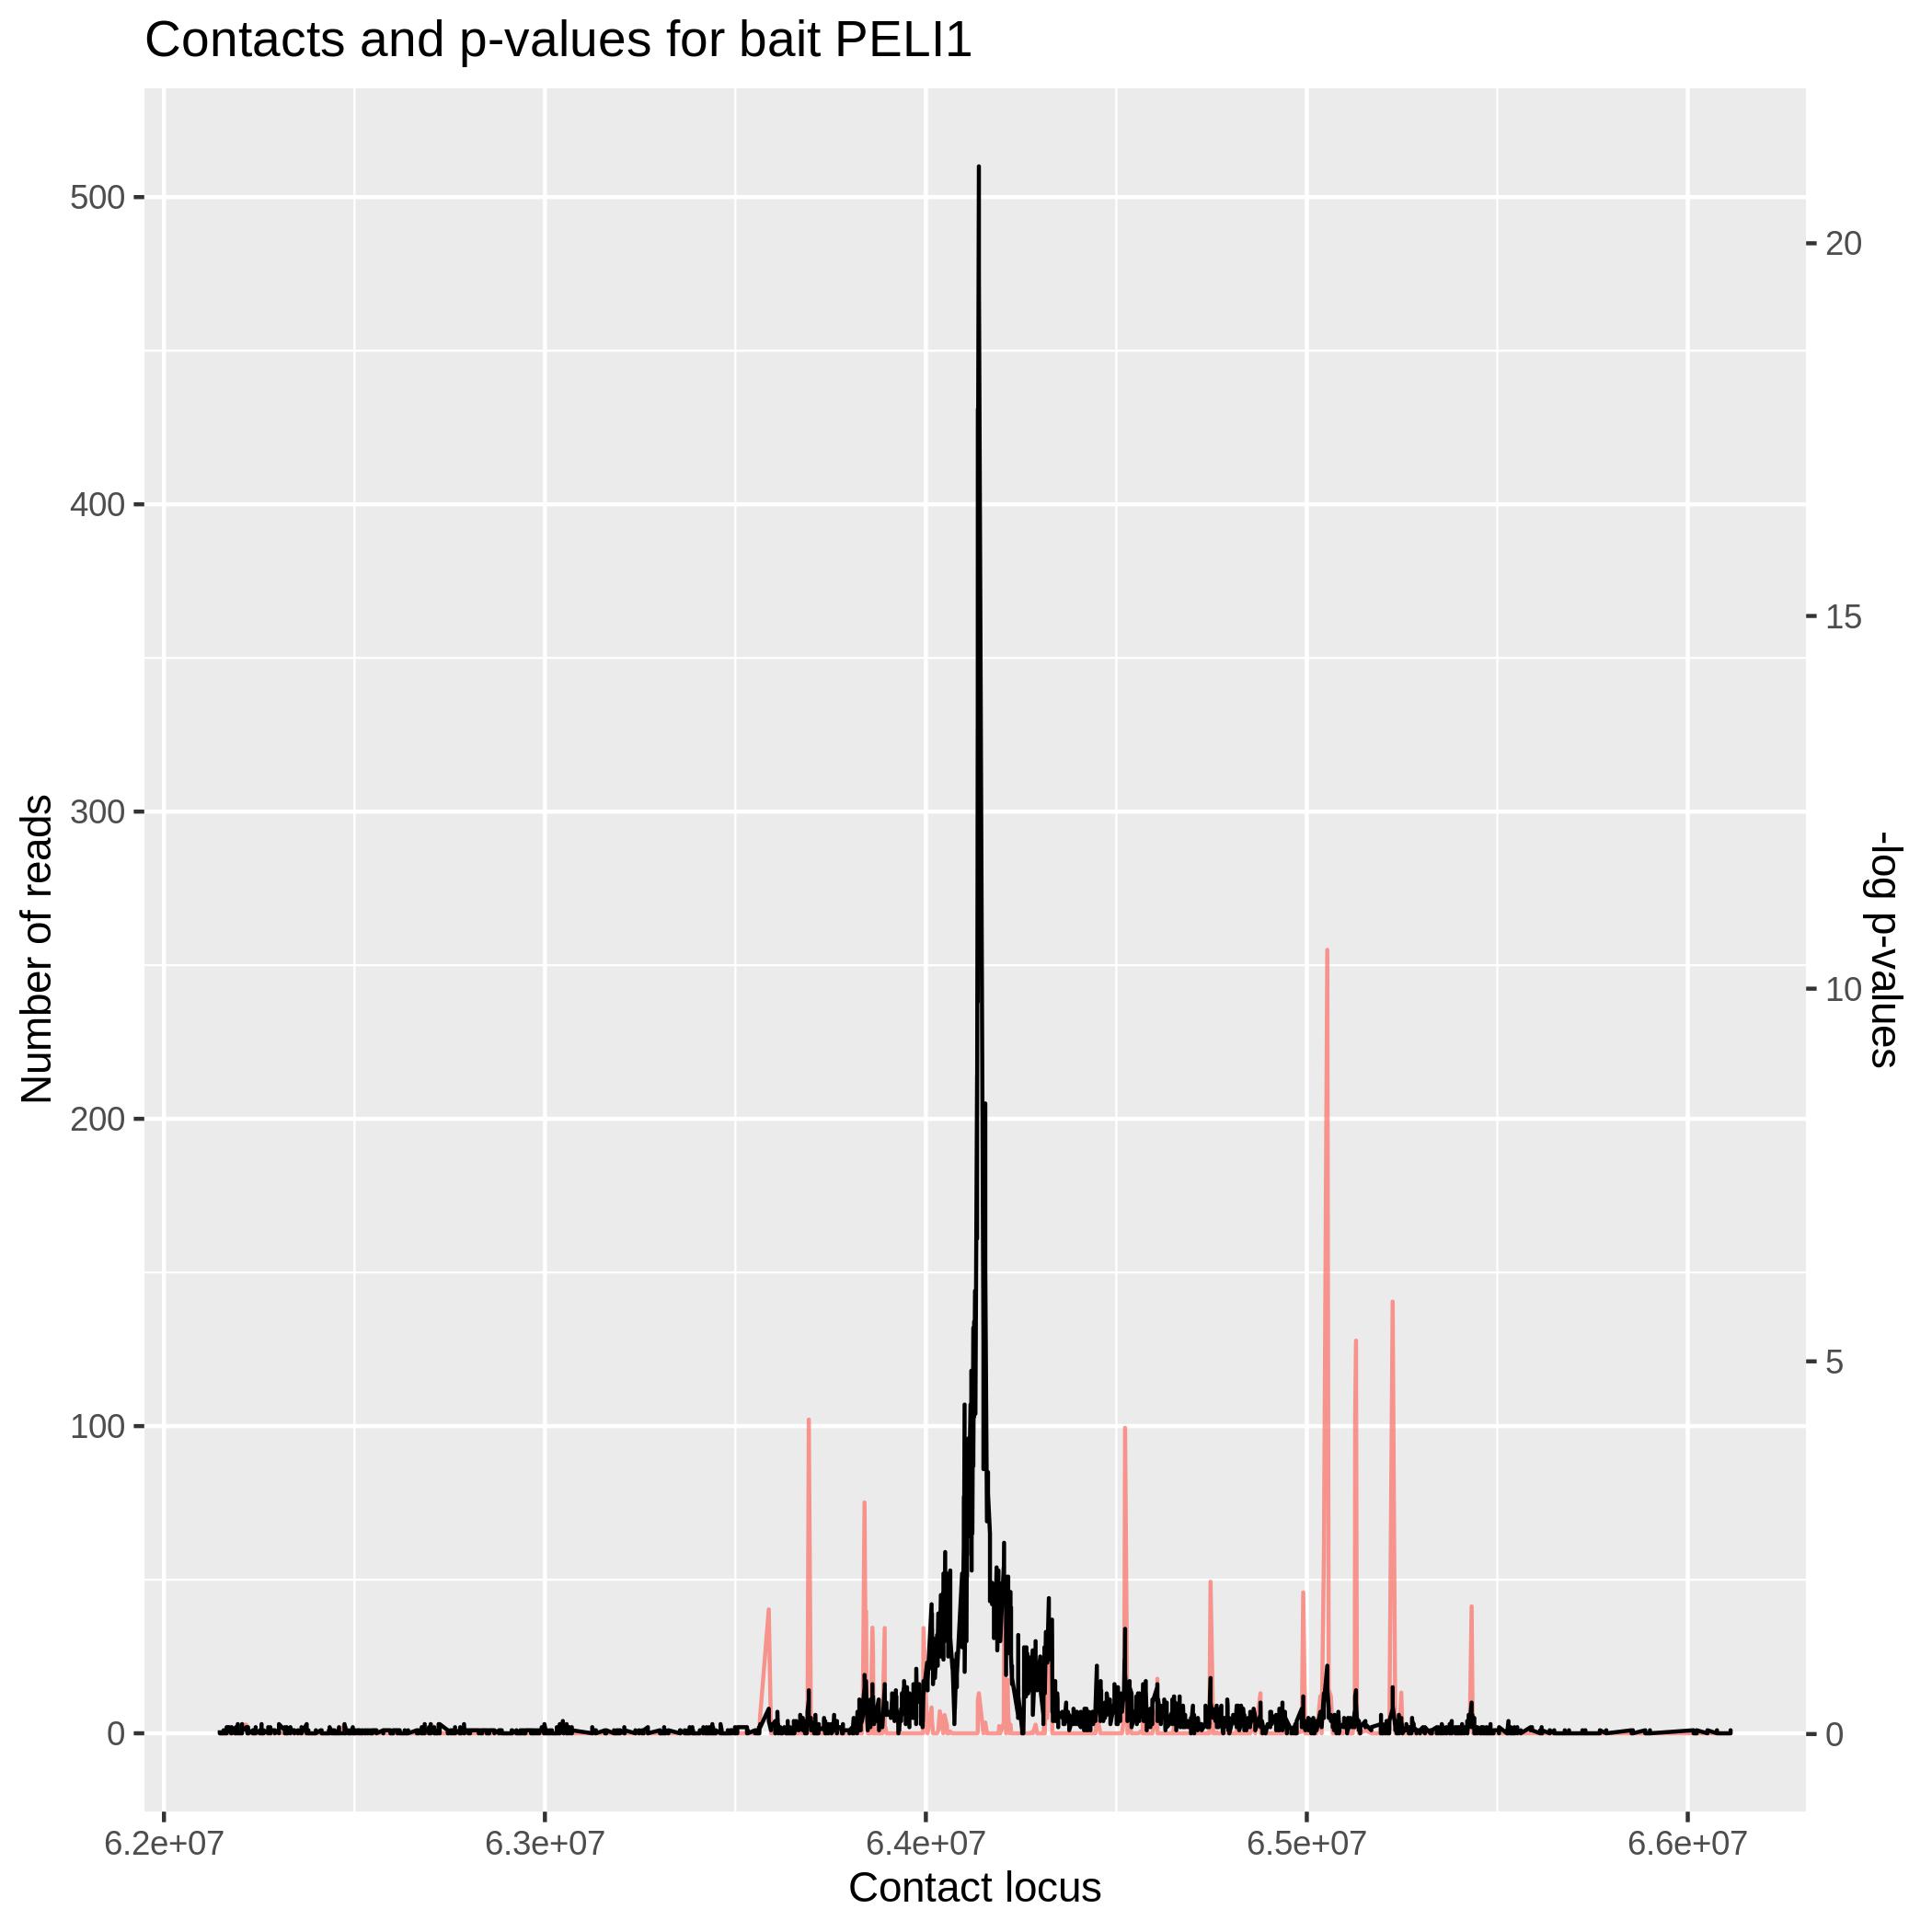 Contacts and p-values for bait PELI1
Number of reads
500
400
300
200
100
0
20
15
10
5
0
-log p-values
6.2e+07
6.3e+07
6.4e+07
6.5e+07
6.6e+07
Contact locus